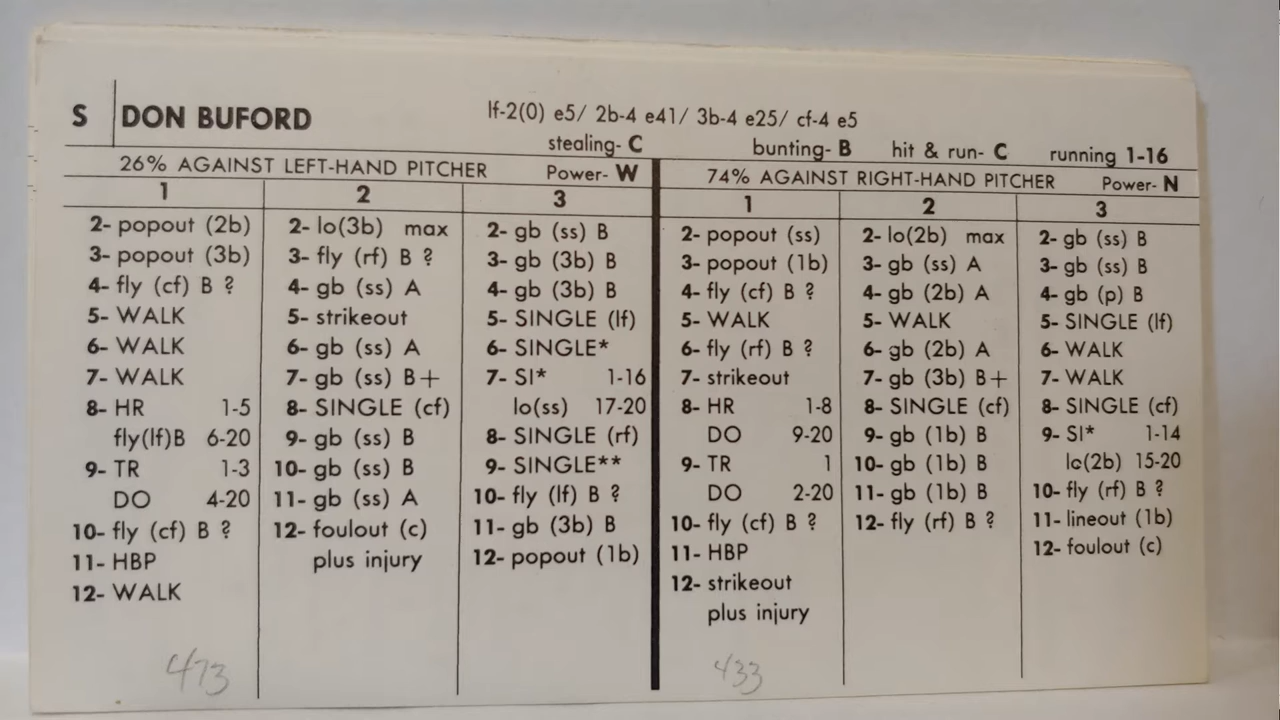 S DON BUFORD lf-2(0) e5/ 2b-4 e41/ 3b-4 e25/ cf-4 e5
stealing- C bunting- B hit & run- C running 1-16
26% AGAINST LEFT-HAND PITCHER Power- W
1 2 3
2- popout (2b) 2- lo(3b) max 2- gb (ss) B
3- popout (3b) 3- fly (rf) B ? 3- gb (3b) B
4- fly (cf) B ? 4- gb (ss) A 4- gb (3b) B
5- WALK 5- strikeout 5- SINGLE (lf)
6- WALK 6- gb (ss) A 6- SINGLE*
7- WALK 7- gb (ss) B+ 7- SI* 1-16
8- HR 1-5 8- SINGLE (cf) lo(ss) 17-20
fly(lf)B 6-20 9- gb (ss) B 8- SINGLE (rf)
9- TR 1-3 10- gb (ss) B 9- SINGLE**
DO 4-20 11- gb (ss) A 10- fly (lf) B ?
10- fly (cf) B ? 12- foulout (c) 11- gb (3b) B
11- HBP plus injury 12- popout (1b)
12- WALK
473
74% AGAINST RIGHT-HAND PITCHER Power- N
1 2 3
2- popout (ss) 2- lo(2b) max 2- gb (ss) B
3- popout (1b) 3- gb (ss) A 3- gb (ss) B
4- fly (cf) B ? 4- gb (2b) A 4- gb (p) B
5- WALK 5- WALK 5- SINGLE (lf)
6- fly (rf) B ? 6- gb (2b) A 6- WALK
7- strikeout 7- gb (3b) B+ 7- WALK
8- HR 1-8 8- SINGLE (cf) 8- SINGLE (cf)
DO 9-20 9- gb (1b) B 9- SI* 1-14
9- TR 1 10- gb (1b) B lo(2b) 15-20
DO 2-20 11- gb (1b) B 10- fly (rf) B ?
10- fly (cf) B ? 12- fly (rf) B ? 11- lineout (1b)
11- HBP 12- foulout (c)
12- strikeout
plus injury
433